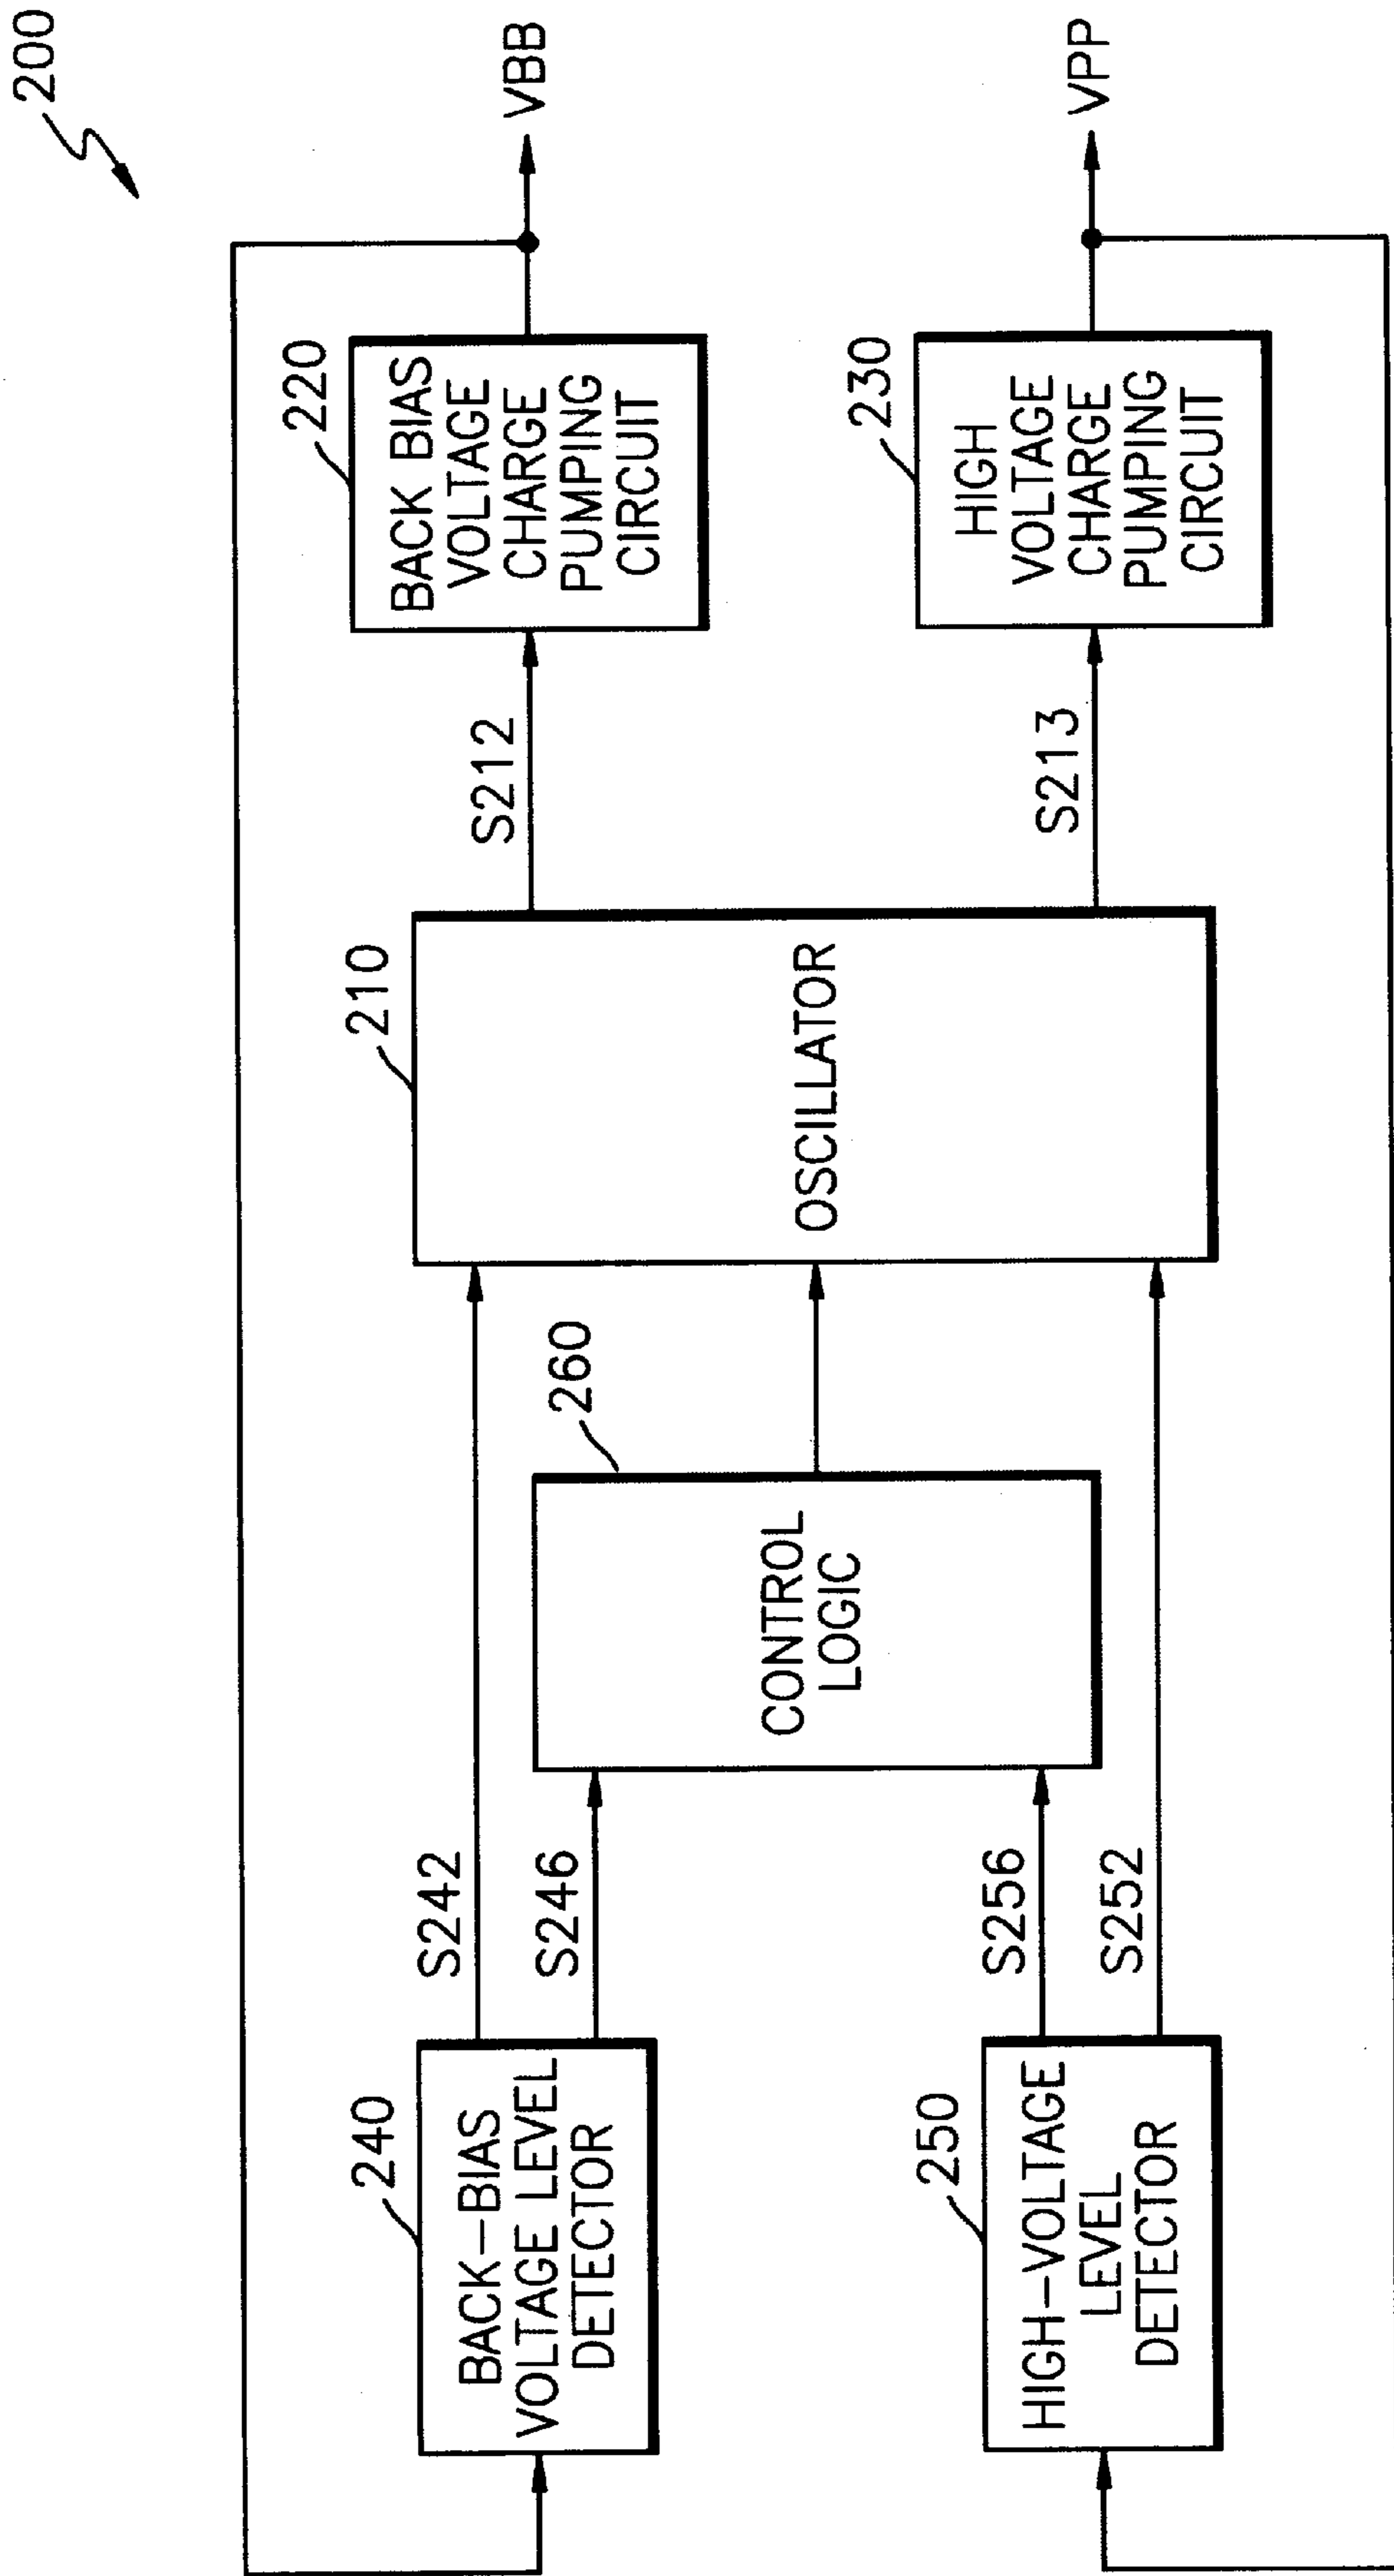 200
240
BACK-BIAS
VOLTAGE LEVEL
DETECTOR
S242
S246
260
CONTROL
LOGIC
210
OSCILLATOR
S212
220
BACK BIAS
VOLTAGE
CHARGE
PUMPING
CIRCUIT
VBB
250
HIGH-VOLTAGE
LEVEL
DETECTOR
S256
S252
S213
230
HIGH
VOLTAGE
CHARGE
PUMPING
CIRCUIT
VPP